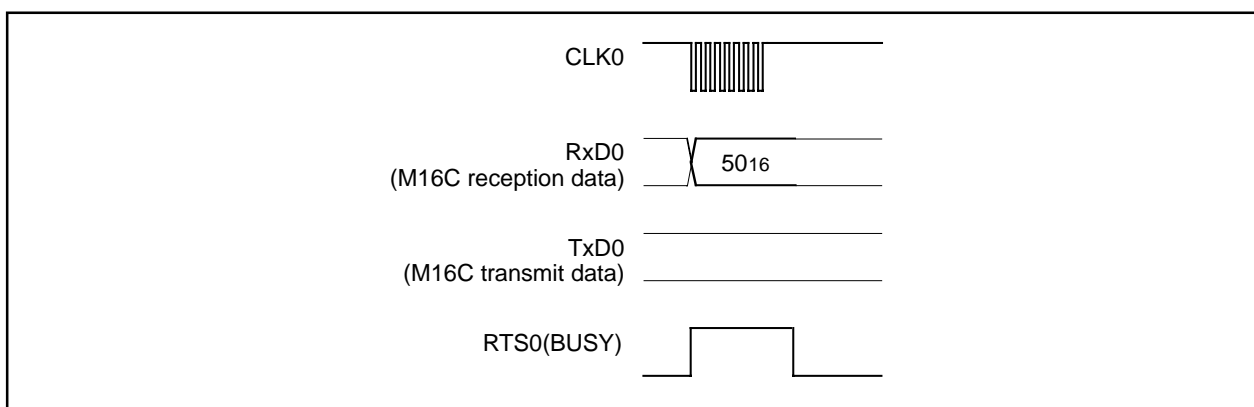 CLK0
RxD0
(M16C reception data)
5016
TxD0
(M16C transmit data)
RTS0(BUSY)